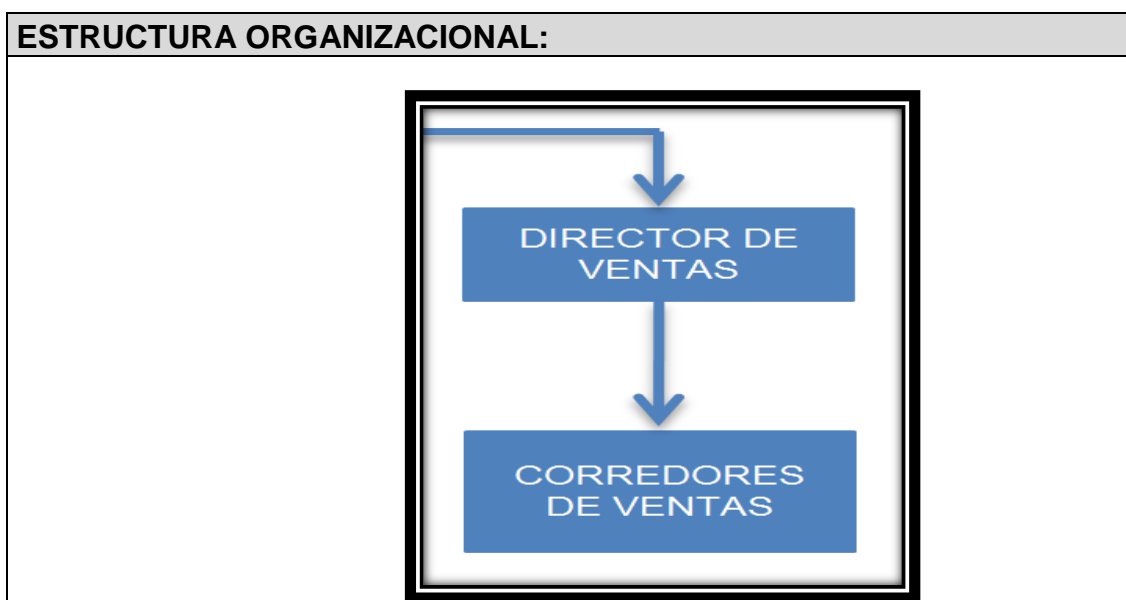 ESTRUCTURA ORGANIZACIONAL:
DIRECTOR DE
VENTAS
CORREDORES
DE VENTAS